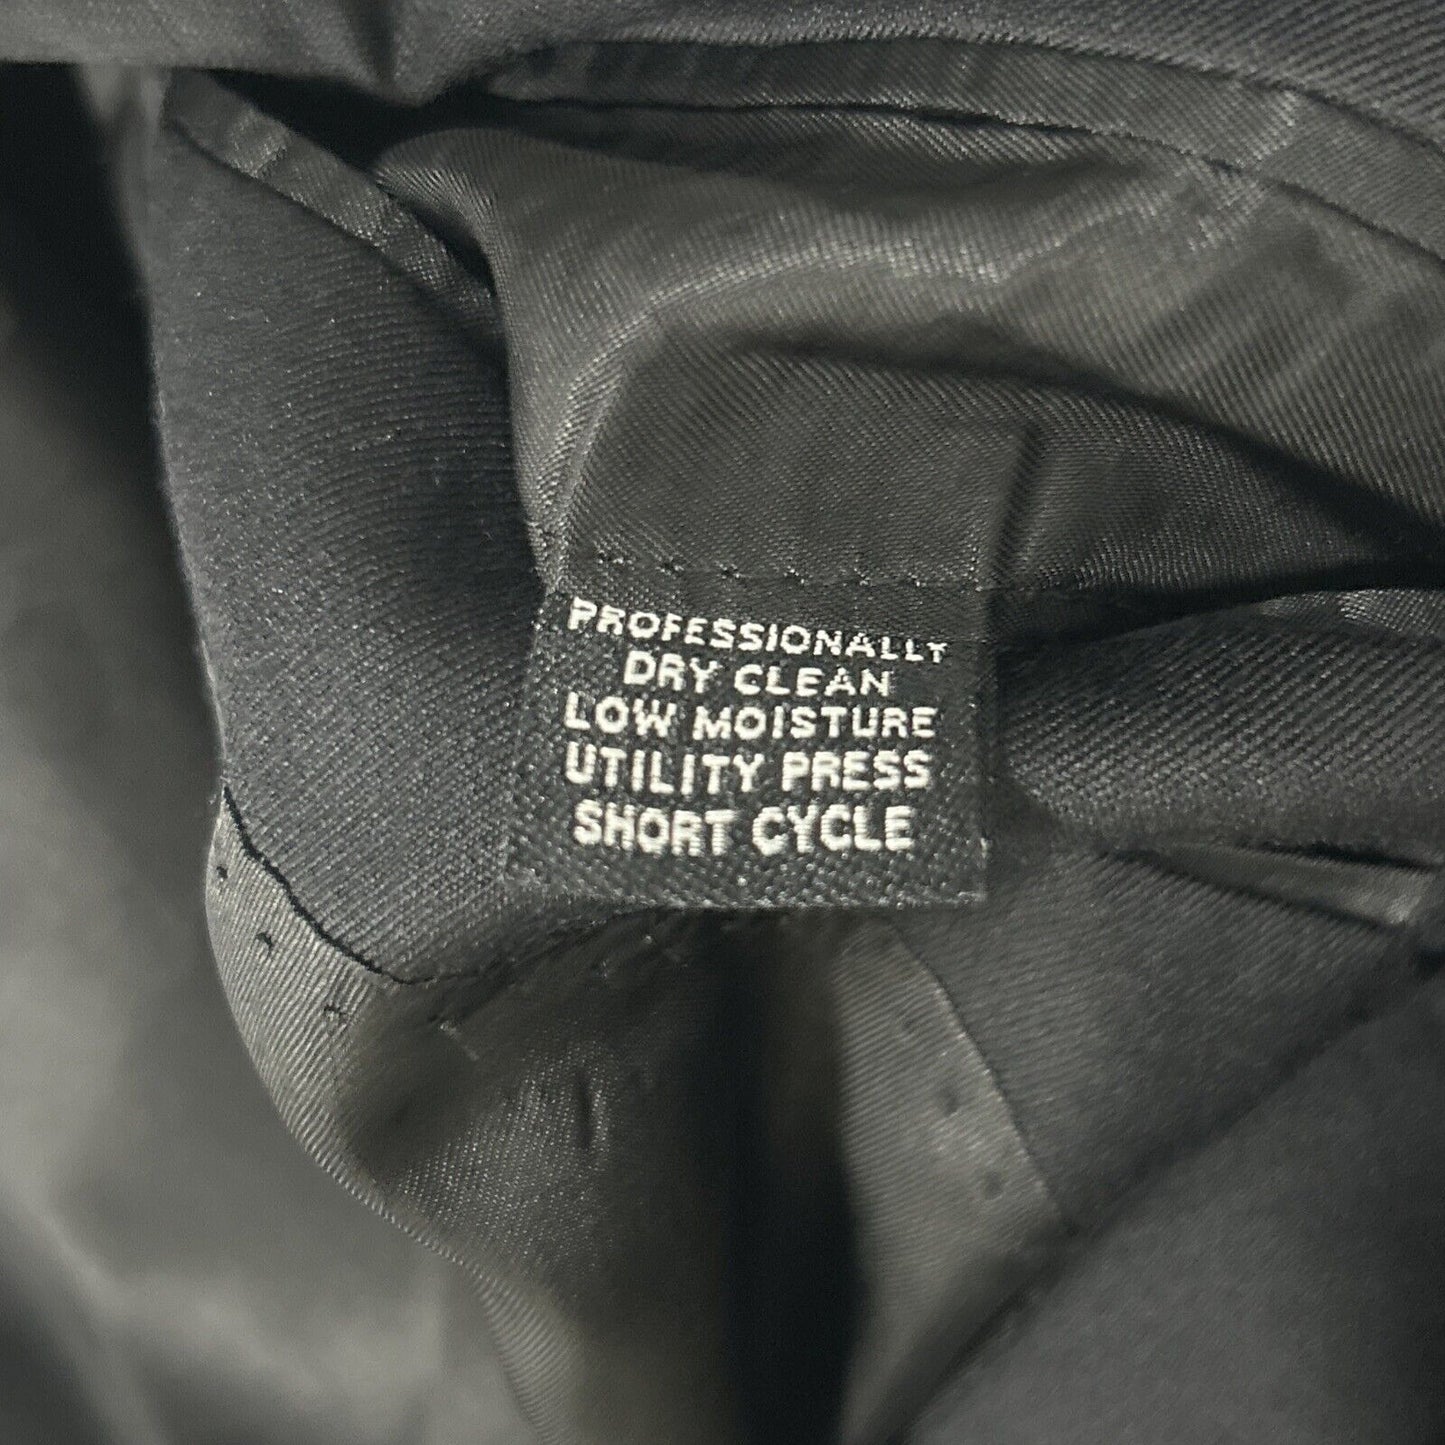 PROFESSIONALLY
DRY CLEAN
LOW MOISTURE
UTILITY PRESS
SHORT CYCLE